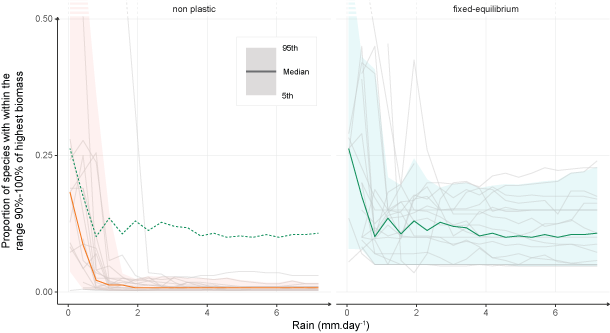 non plastic
fixed-equilibrium
Proportion of species with within the
range 90%-100% of highest biomass
0.50
0.25
0.00
95th
Median
5th
0 2 4 6
0 2 4 6
Rain (mm.day⁻¹)